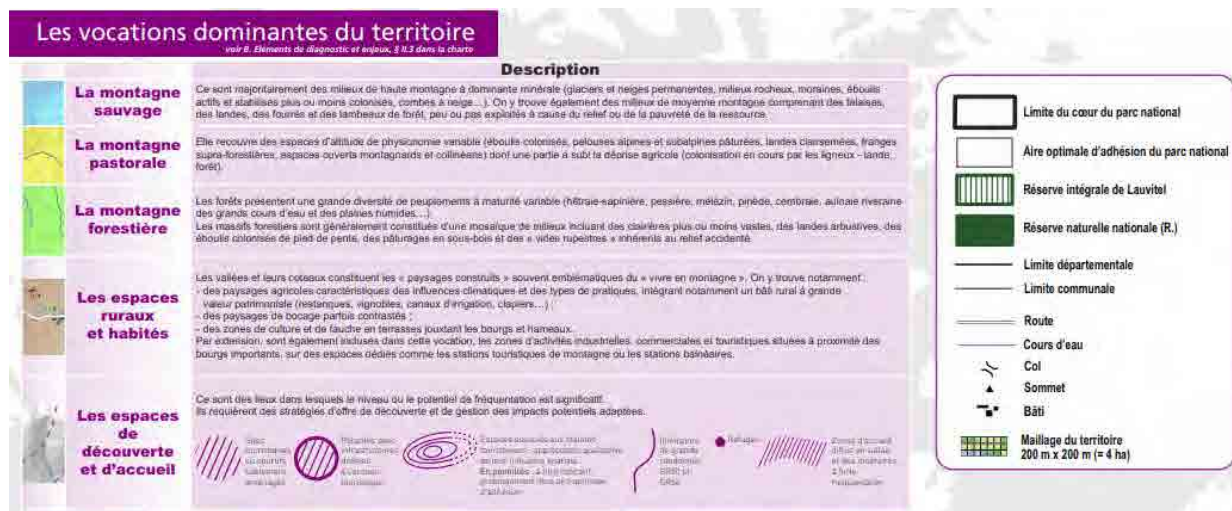 Les vocations dominantes du territoire
voir B. Eléments de diagnostic et enjeux, § II.3 dans la charte
Description
La montagne
sauvage
Ce sont majoritairement des milieux de haute montagne à dominante minérale (glaciers et neiges permanentes, milieux rocheux, moraines, éboulis
actifs et stabilisés plus ou moins colonisés, combes à neige…). On y trouve également des milieux de moyenne montagne comprenant des falaises,
des landes, des fourrés et des lambeaux de forêt, peu ou pas exploités à cause du relief ou de la pauvreté de la ressource.
La montagne
pastorale
Elle recouvre des espaces d'altitude de physionomie variable (éboulis colonisés, pelouses alpines et subalpines pâturées, landes clairsemées, franges
supra-forestières, espaces ouverts montagnards et collinéens) dont une partie a subi la déprise agricole (colonisation en cours par les ligneux - lande,
forêt).
La montagne
forestière
Les forêts présentent une grande diversité de peuplements à maturité variable (hêtraie-sapinière, pessière, mélézin, pinède, cembraie, aulnaie riveraine
des grands cours d'eau et des plaines humides…)
Les massifs forestiers sont généralement constitués d'une mosaïque de milieux incluant des clairières plus ou moins vastes, des landes arbustives, des
éboulis colonisés de pied de pente, des pâturages en sous-bois et des « vides rupestres » inhérents au relief accidenté.
Les espaces
ruraux
et habités
Les vallées et leurs coteaux constituent les « paysages construits » souvent emblématiques du « vivre en montagne ». On y trouve notamment :
- des paysages agricoles caractéristiques des influences climatiques et des types de pratiques, intégrant notamment un bâti rural à grande
valeur patrimoniale (restanques, vignobles, canaux d'irrigation, clapiers…) ;
- des paysages de bocage parfois contrastés ;
- des zones de culture et de fauche en terrasses jouxtant les bourgs et hameaux.
Par extension, sont également incluses dans cette vocation, les zones d'activités industrielles, commerciales et touristiques situées à proximité des
bourgs importants, sur des espaces dédiés comme les stations touristiques de montagne ou les stations balnéaires.
Les espaces
de
découverte
et d'accueil
Ce sont des lieux dans lesquels le niveau ou le potentiel de fréquentation est significatif.
Ils requièrent des stratégies d'offre de découverte et de gestion des impacts potentiels adaptées.
Itinéraire
de grande
randonnée
Refuge
Zones d'accueil
Limite du cœur du parc national
Aire optimale d'adhésion du parc national
Réserve intégrale de Lauvitel
Réserve naturelle nationale (R.)
Limite départementale
Limite communale
Route
Cours d'eau
Col
Sommet
Bâti
Maillage du territoire
200 m x 200 m (= 4 ha)